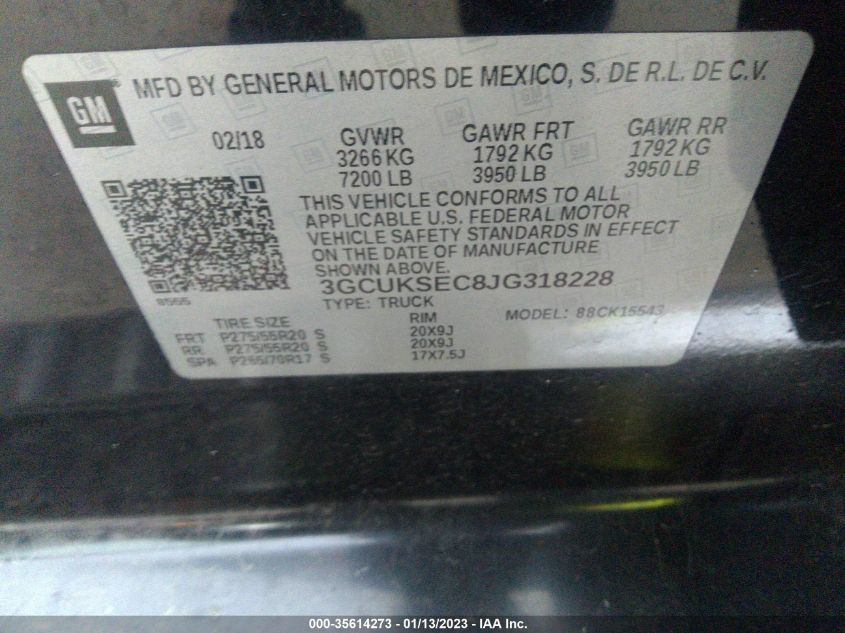 MFD BY GENERAL MOTORS DE MEXICO, S. DE R.L. DE C.V.
GM
02/18 GVWR GAWR FRT GAWR RR
3266 KG 1792 KG 1792 KG
7200 LB 3950 LB 3950 LB
THIS VEHICLE CONFORMS TO ALL
APPLICABLE U.S. FEDERAL MOTOR
VEHICLE SAFETY STANDARDS IN EFFECT
ON THE DATE OF MANUFACTURE
SHOWN ABOVE.
3GCUKSEC8JG318228
8555
TYPE: TRUCK MODEL: 88CK15543
TIRE SIZE RIM
FRT P275/55R20 S 20X9J
RR P275/55R20 S 20X9J
SPA P265/70R17 S 17X7.5J
000-35614273 - 01/13/2023 - IAA Inc.